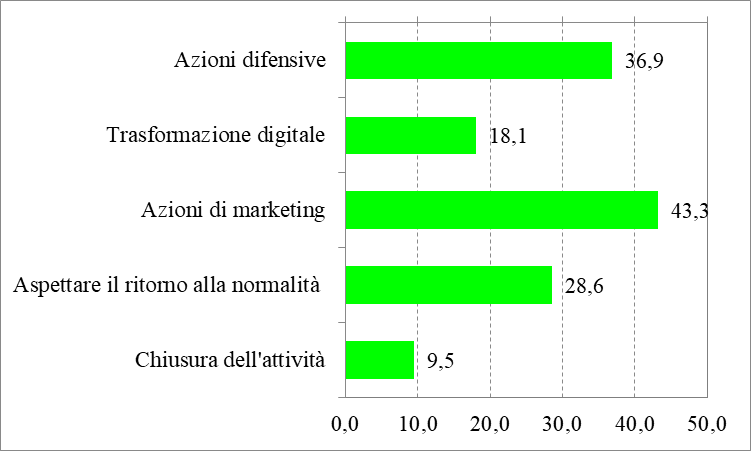 Azioni difensive 36,9
Trasformazione digitale 18,1
Azioni di marketing 43,3
Aspettare il ritorno alla normalità 28,6
Chiusura dell'attività 9,5
0,0 10,0 20,0 30,0 40,0 50,0